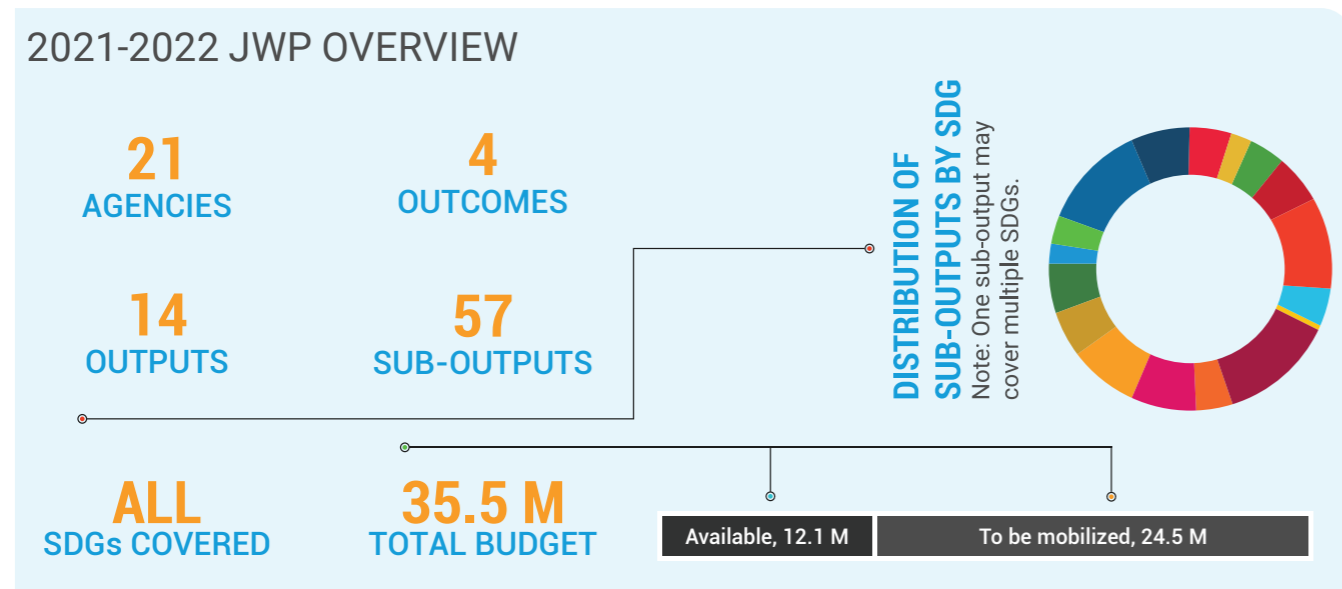 2021-2022 JWP OVERVIEW
21
AGENCIES
4
OUTCOMES
14
OUTPUTS
57
SUB-OUTPUTS
ALL
SDGs COVERED
35.5 M
TOTAL BUDGET
DISTRIBUTION OF
SUB-OUTPUTS BY SDG
Note: One sub-output may
cover multiple SDGs.
Available, 12.1 M
To be mobilized, 24.5 M